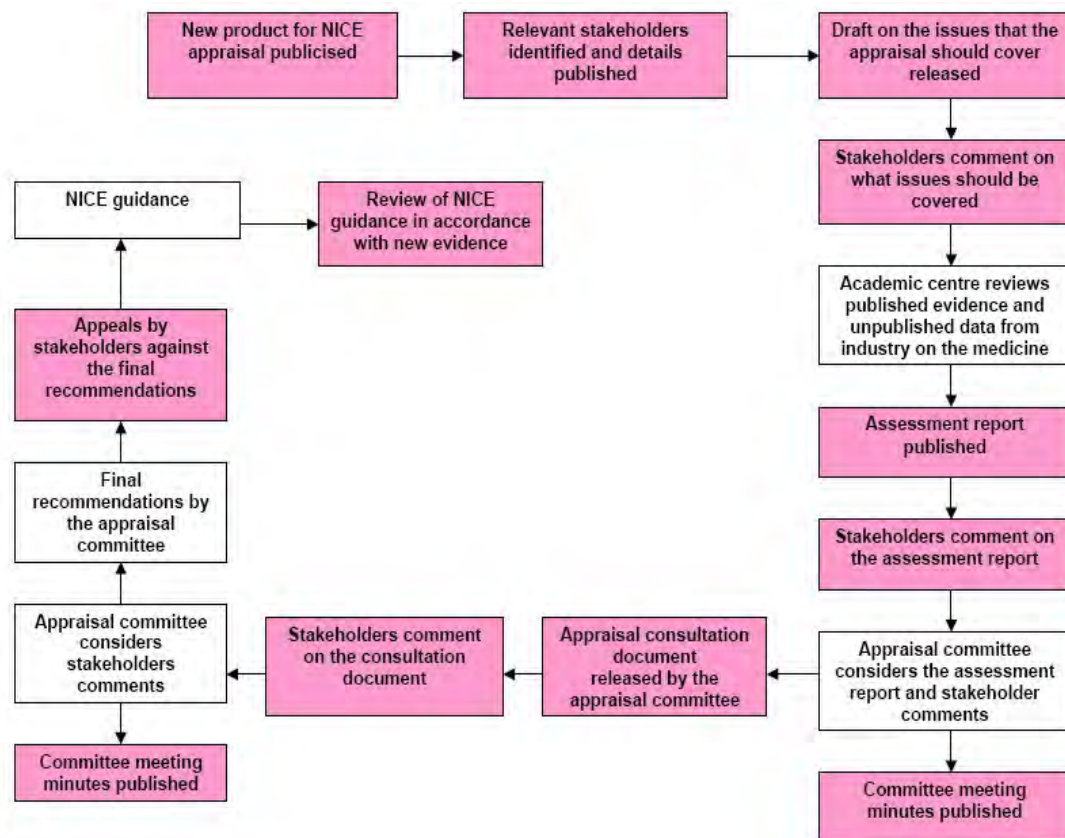 New product for NICE
appraisal publicised
Relevant stakeholders
identified and details
published
Draft on the issues that the
appraisal should cover
released
Stakeholders comment on
what issues should be
covered
Academic centre reviews
published evidence and
unpublished data from
industry on the medicine
Assessment report
published
Stakeholders comment on
the assessment report
Appraisal committee
considers the assessment
report and stakeholder
comments
Committee meeting
minutes published
Appraisal consultation
document
released by the
appraisal committee
Stakeholders comment
on the consultation
document
Appraisal committee
considers
stakeholders
comments
Committee meeting
minutes published
Final
recommendations by
the appraisal
committee
Appeals by
stakeholders against
the final
recommendations
NICE guidance
Review of NICE
guidance in accordance
with new evidence